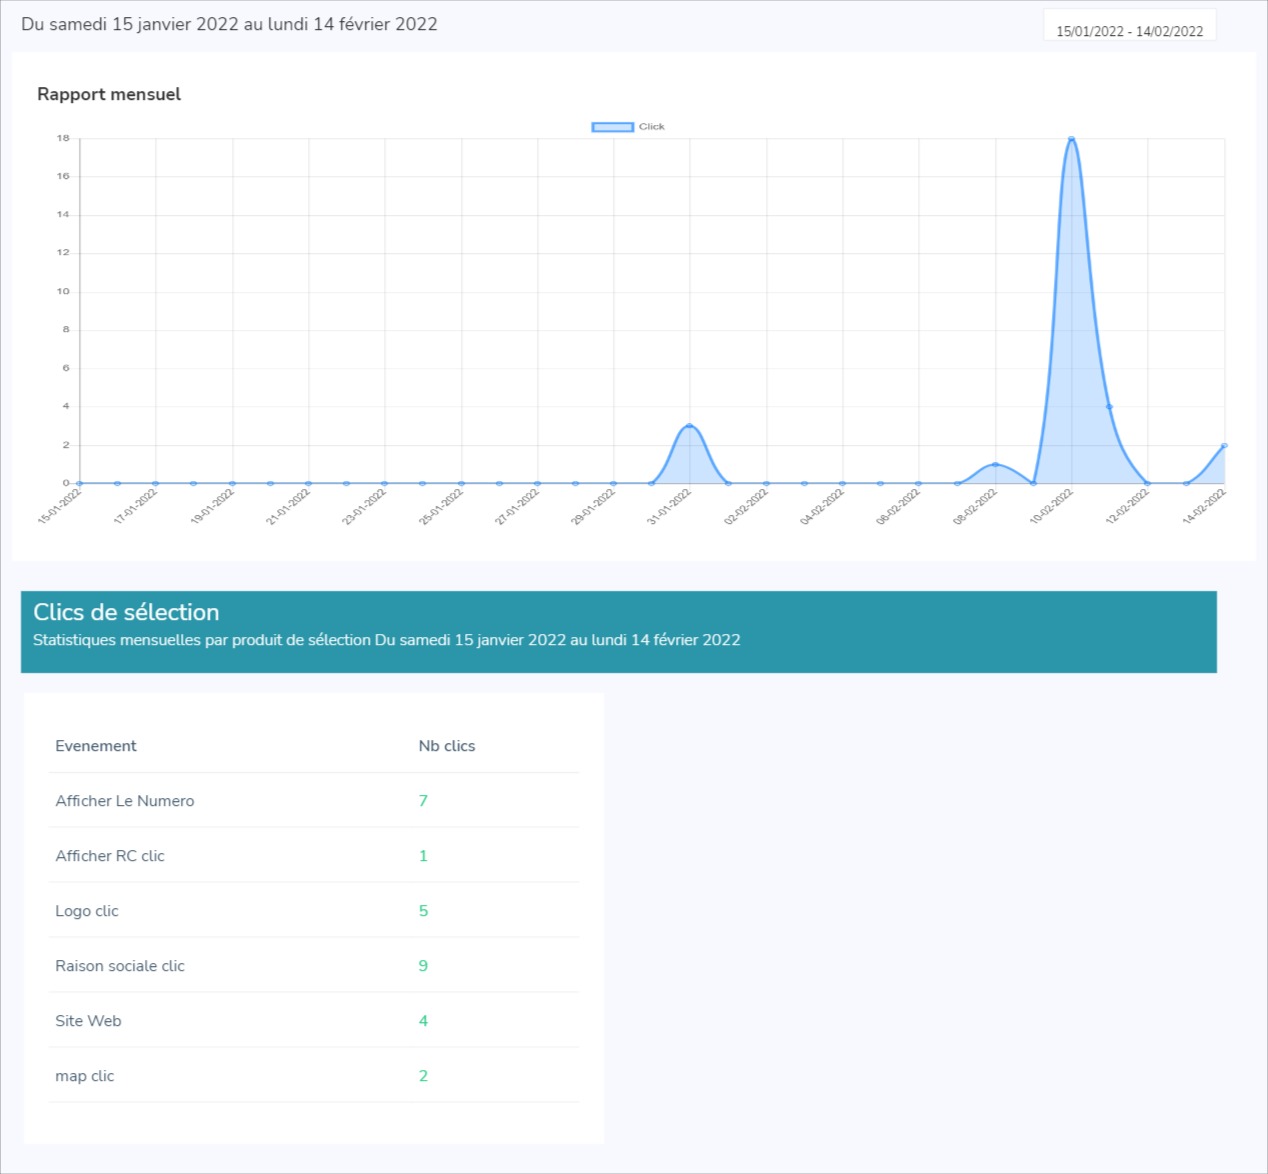 Du samedi 15 janvier 2022 au lundi 14 février 2022
15/01/2022 - 14/02/2022
Rapport mensuel
Click
18
16
14
12
10
8
6
4
2
0
15-01-2022
17-01-2022
19-01-2022
21-01-2022
23-01-2022
25-01-2022
27-01-2022
29-01-2022
31-01-2022
02-02-2022
04-02-2022
06-02-2022
08-02-2022
10-02-2022
12-02-2022
14-02-2022
Clics de sélection
Statistiques mensuelles par produit de sélection Du samedi 15 janvier 2022 au lundi 14 février 2022
Evenement Nb clics
Afficher Le Numero 7
Afficher RC clic 1
Logo clic 5
Raison sociale clic 9
Site Web 4
map clic 2